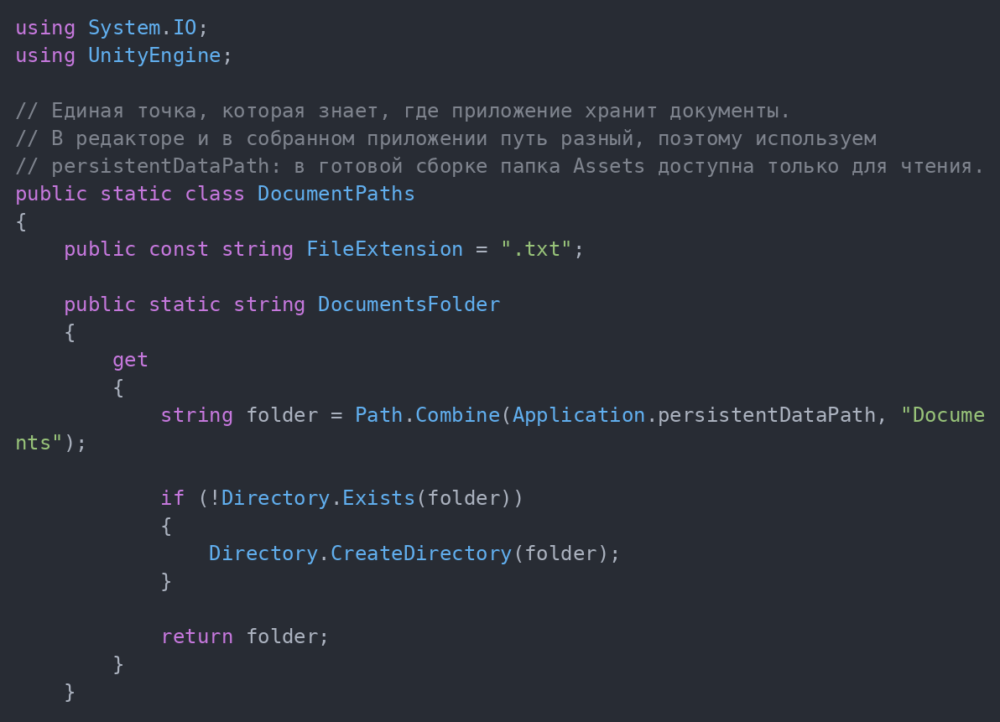 using System.IO;
using UnityEngine;
// Единая точка, которая знает, где приложение хранит документы.
// В редакторе и в собранном приложении путь разный, поэтому используем
// persistentDataPath: в готовой сборке папка Assets доступна только для чтения.
public static class DocumentPaths
{
    public const string FileExtension = ".txt";
    public static string DocumentsFolder
    {
        get
        {
            string folder = Path.Combine(Application.persistentDataPath, "Docume
nts");
            if (!Directory.Exists(folder))
            {
                Directory.CreateDirectory(folder);
            }
            return folder;
        }
    }